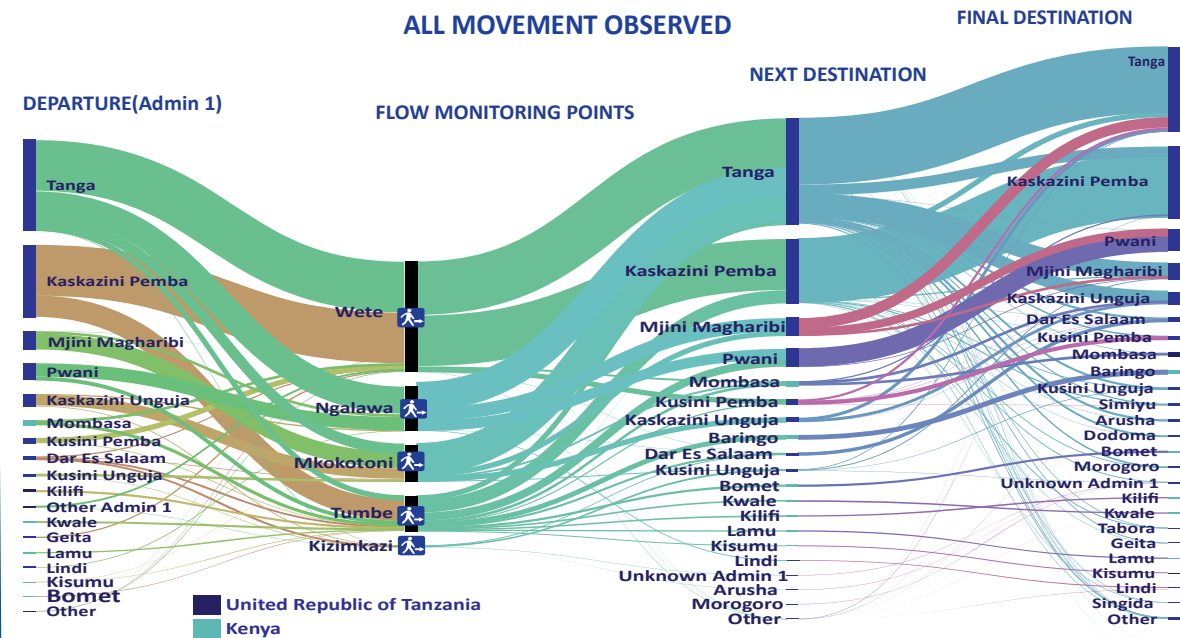 ALL MOVEMENT OBSERVED
FINAL DESTINATION
NEXT DESTINATION
DEPARTURE(Admin 1)
FLOW MONITORING POINTS
Tanga
Kaskazini Pemba
Mjini Magharibi
Pwani
Kaskazini Unguja
Mombasa
Kusini Pemba
Dar Es Salaam
Kusini Unguja
Kilifi
Other Admin 1
Kwale
Geita
Lamu
Lindi
Kisumu
Bomet
Other
Wete
Ngalawa
Mkokotoni
Tumbe
Kizimkazi
Tanga
Kaskazini Pemba
Mjini Magharibi
Pwani
Mombasa
Kusini Pemba
Kaskazini Unguja
Baringo
Dar Es Salaam
Kusini Unguja
Bomet
Kwale
Kilifi
Lamu
Kisumu
Lindi
Unknown Admin 1
Arusha
Morogoro
Other
Tanga
Kaskazini Pemba
Pwani
Mjini Magharibi
Kaskazini Unguja
Dar Es Salaam
Kusini Pemba
Mombasa
Baringo
Kusini Unguja
Simiyu
Arusha
Dodoma
Bomet
Morogoro
Unknown Admin 1
Kilifi
Kwale
Tabora
Geita
Lamu
Kisumu
Lindi
Singida
Other
United Republic of Tanzania
Kenya